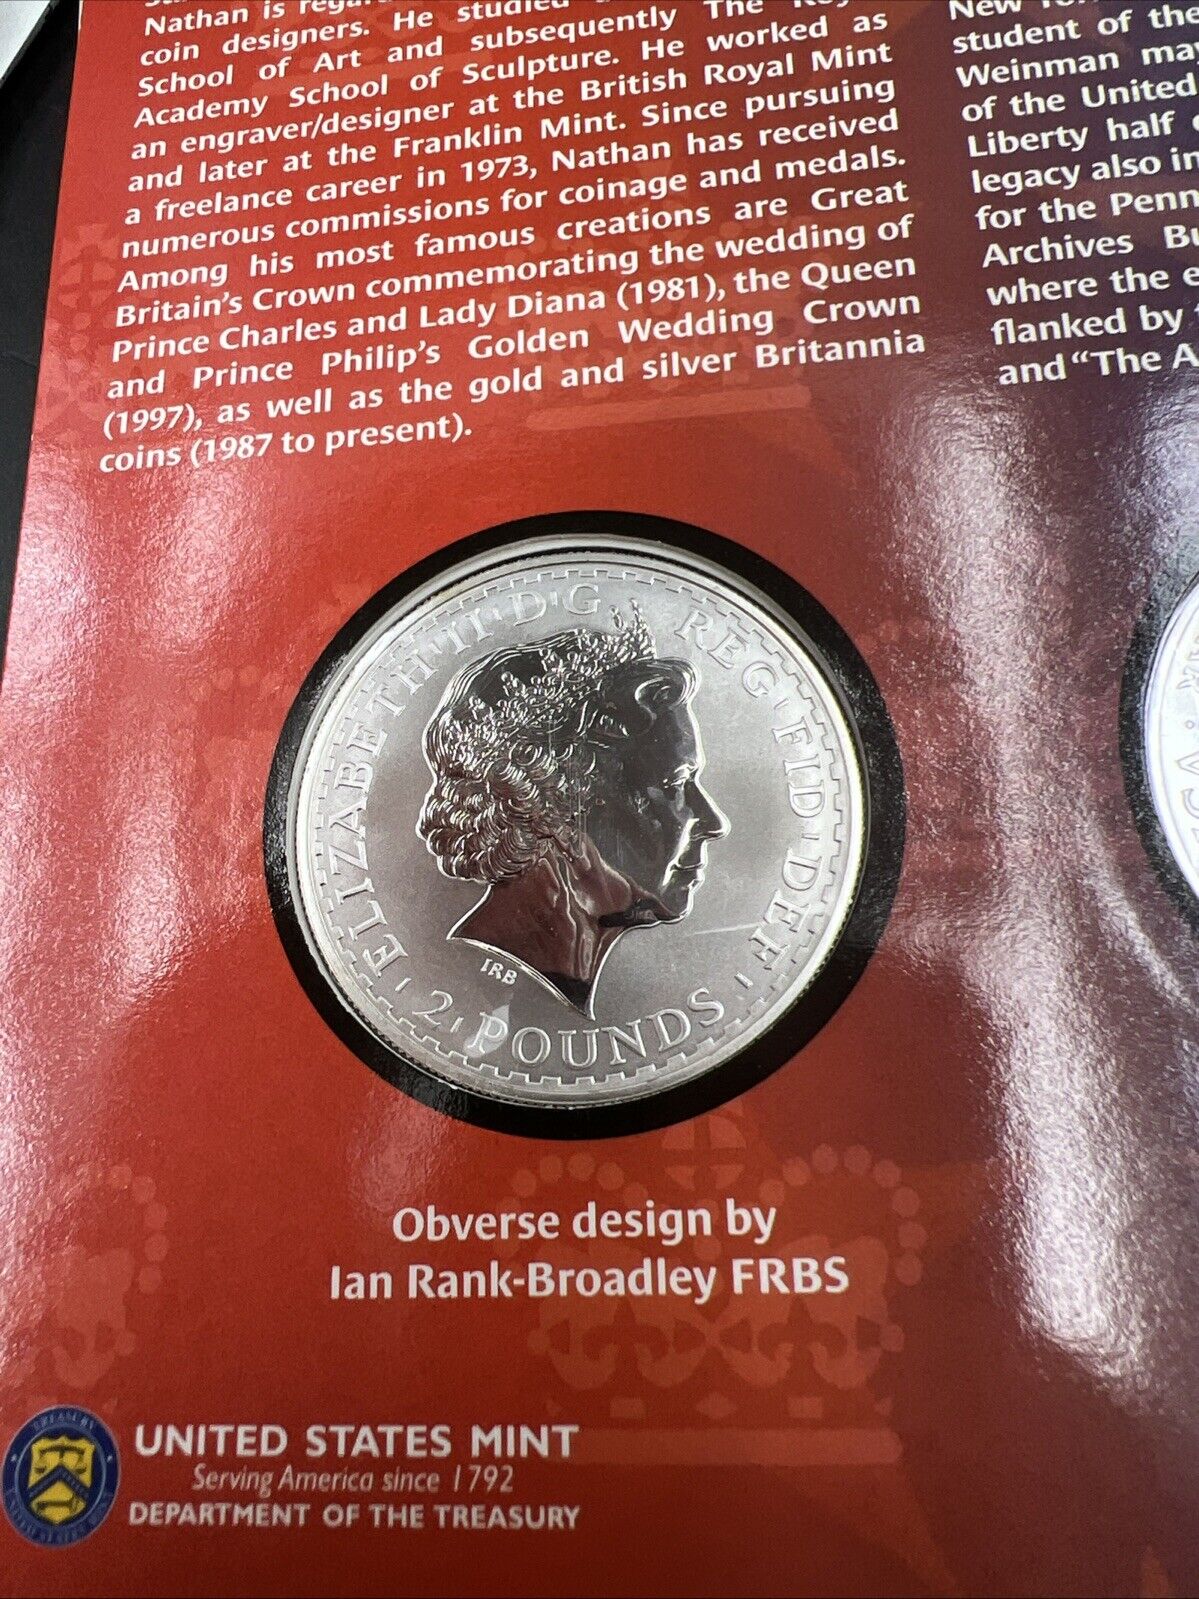 Nathan is
coin designers. He studied
School of Art and subsequently The
Academy School of Sculpture. He worked as
an engraver/designer at the British Royal Mint
and later at the Franklin Mint. Since pursuing
a freelance career in 1973, Nathan has received
numerous commissions for coinage and medals.
Among his most famous creations are Great
Britain's Crown commemorating the wedding of
Prince Charles and Lady Diana (1981), the Queen
and Prince Philip's Golden Wedding Crown
(1997), as well as the gold and silver Britannia
coins (1987 to present).
New
student of the
Weinman
of the United
Liberty half
legacy also
for the
Archives
where the
flanked by
and "The
ELIZABETH·II·D·G REG·FID·DEF
IRB
2 POUNDS
Obverse design by
Ian Rank-Broadley FRBS
UNITED STATES MINT
Serving America since 1792
DEPARTMENT OF THE TREASURY